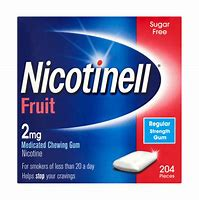 Sugar
Free
Nicotinell
Fruit
2mg
Medicated Chewing Gum
Nicotine
For smokers of less than 20 a day
Helps stop your cravings
Regular
Strength
Gum
204
Pieces